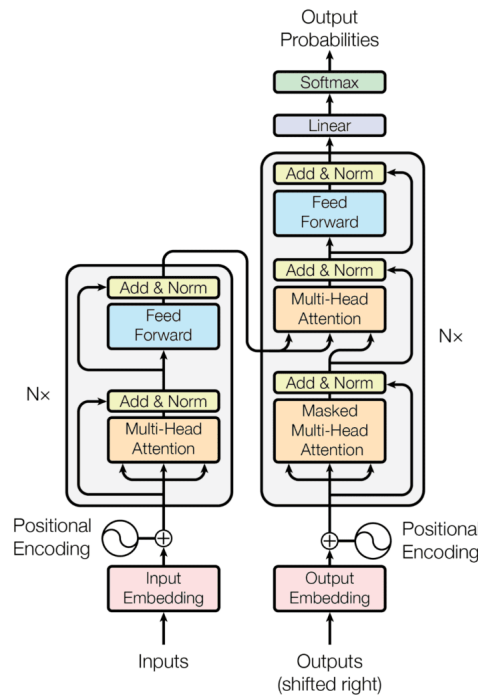 Output
Probabilities
Softmax
Linear
Add & Norm
Feed
Forward
Add & Norm
Multi-Head
Attention
Add & Norm
Masked
Multi-Head
Attention
N×
Add & Norm
Feed
Forward
Add & Norm
Multi-Head
Attention
N×
Positional
Encoding
Input
Embedding
Inputs
Positional
Encoding
Output
Embedding
Outputs
(shifted right)